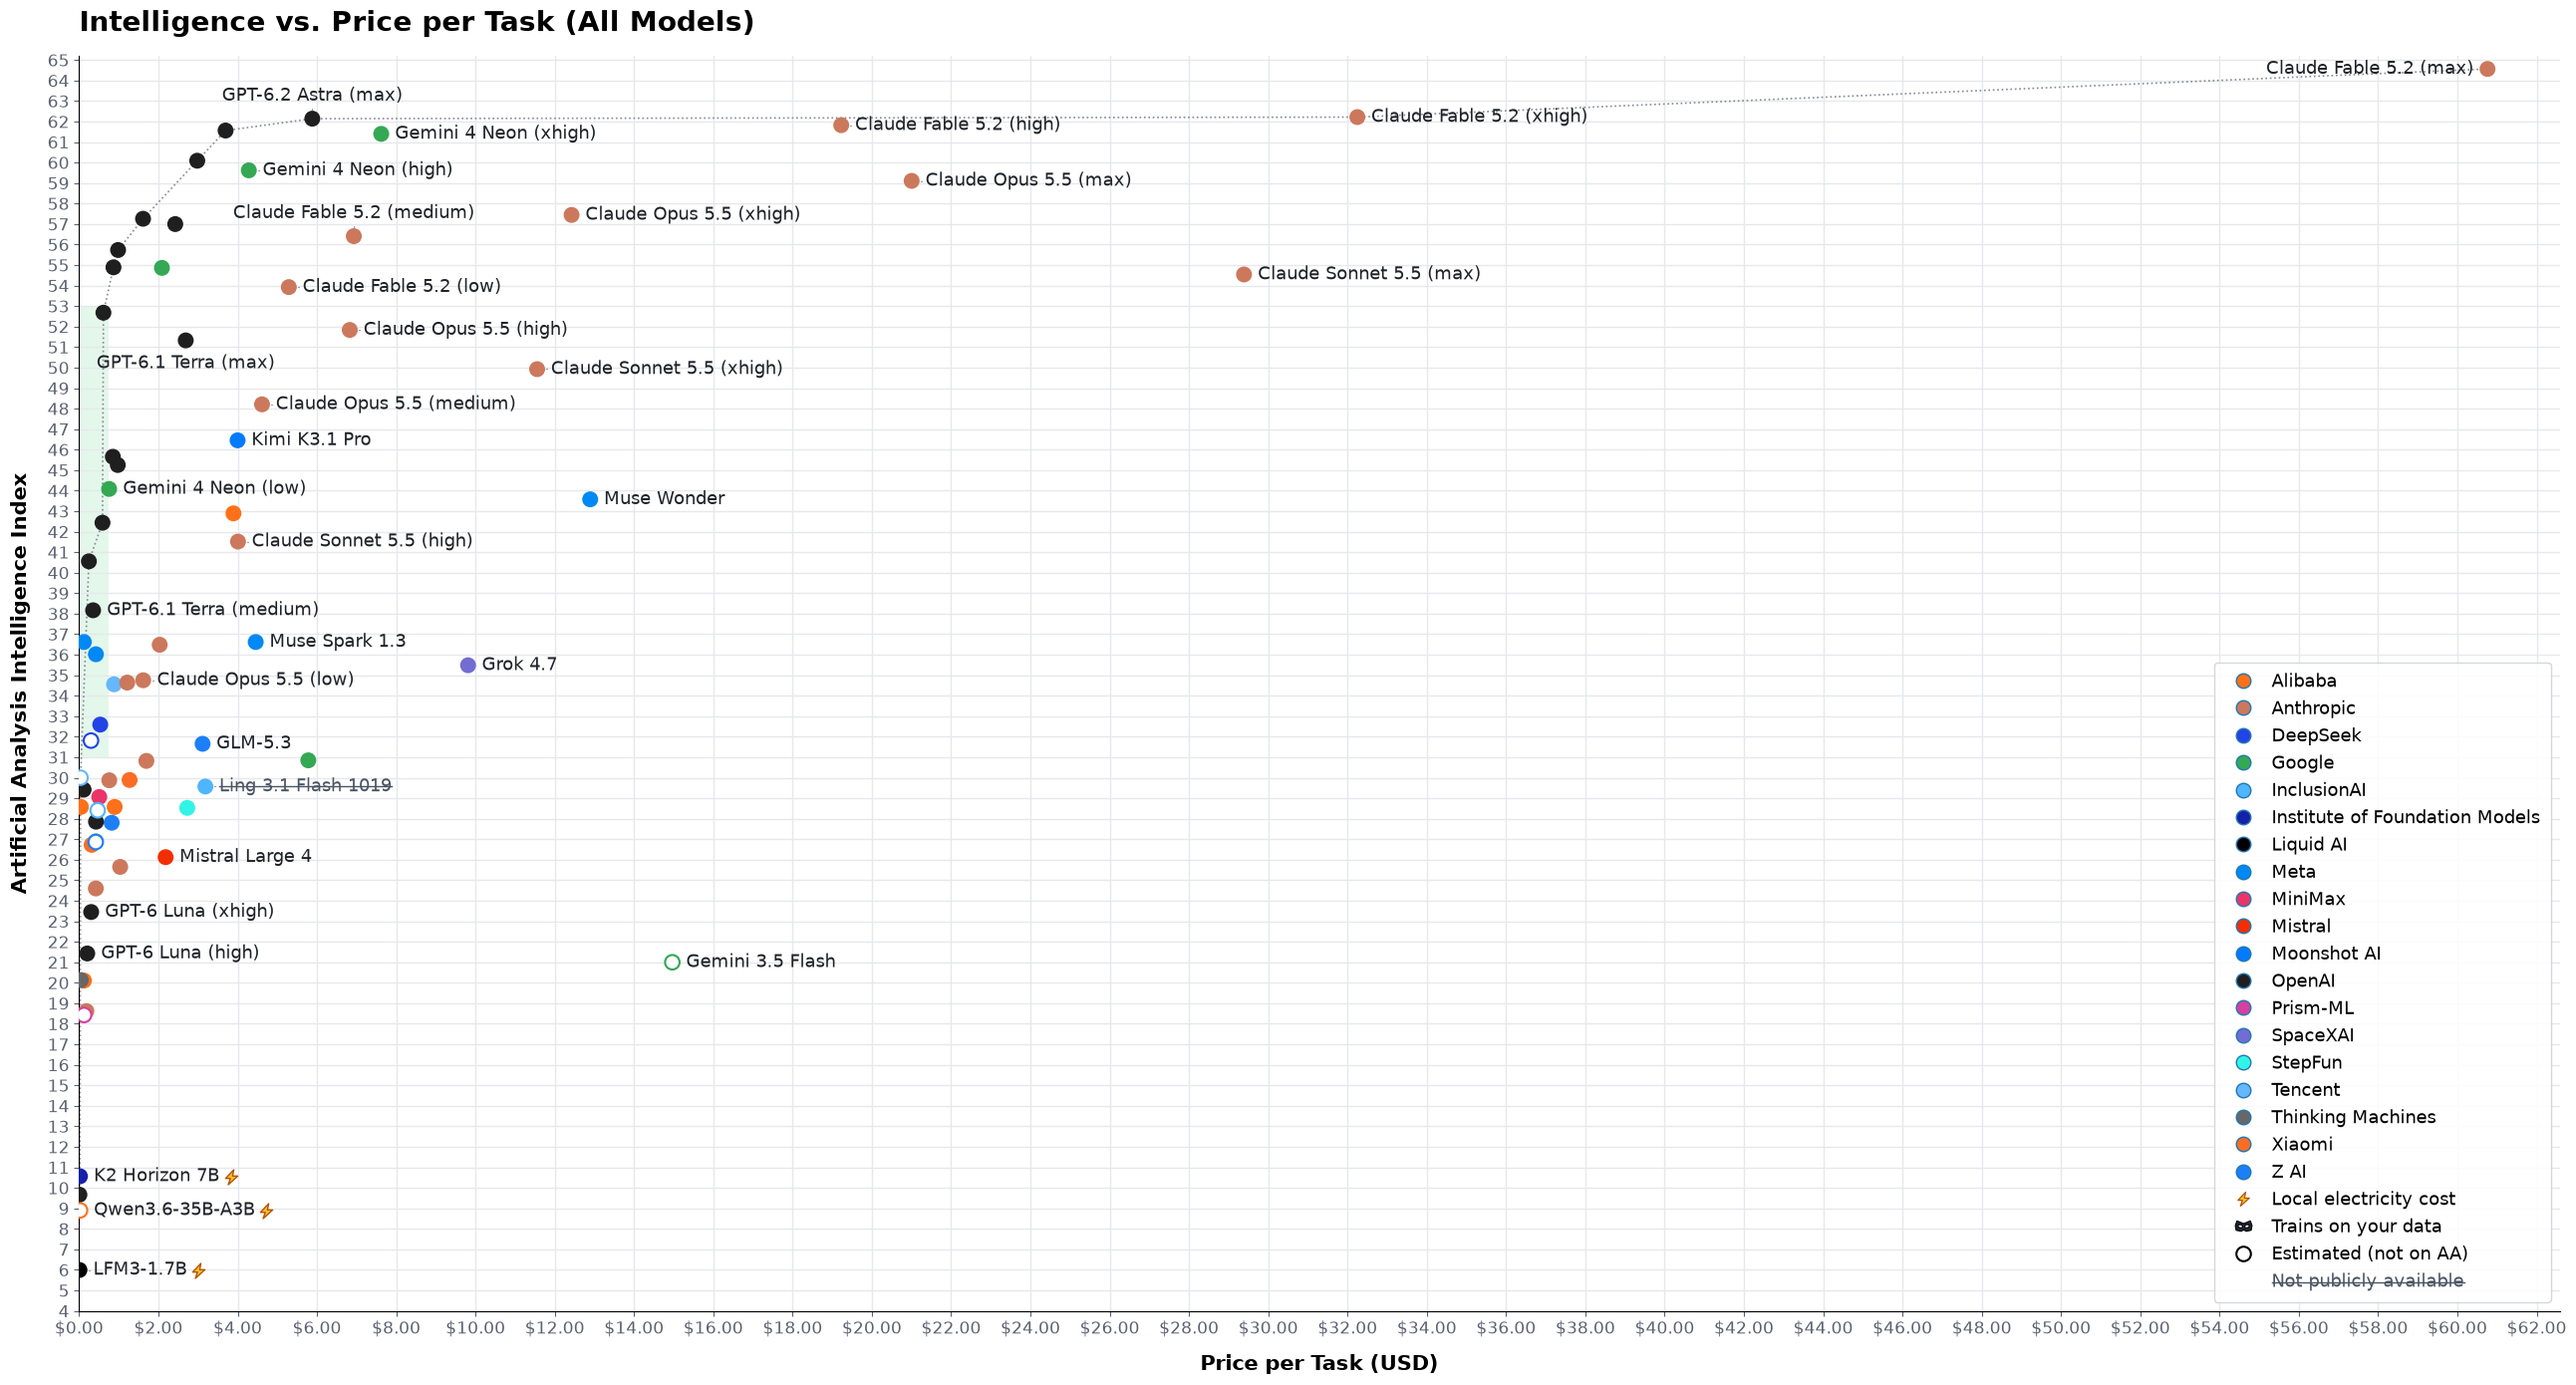 Intelligence vs. Price per Task (All Models)
Artificial Analysis Intelligence Index
65
64
63
62
61
60
59
58
57
56
55
54
53
52
51
50
49
48
47
46
45
44
43
42
41
40
39
38
37
36
35
34
33
32
31
30
29
28
27
26
25
24
23
22
21
20
19
18
17
16
15
14
13
12
11
10
9
8
7
6
5
4
Claude Fable 5.2 (max)
GPT-6.2 Astra (max)
Claude Fable 5.2 (xhigh)
Claude Fable 5.2 (high)
Gemini 4 Neon (xhigh)
Gemini 4 Neon (high)
Claude Opus 5.5 (max)
Claude Fable 5.2 (medium)
Claude Opus 5.5 (xhigh)
Claude Sonnet 5.5 (max)
Claude Fable 5.2 (low)
Claude Opus 5.5 (high)
GPT-6.1 Terra (max)
Claude Sonnet 5.5 (xhigh)
Claude Opus 5.5 (medium)
Kimi K3.1 Pro
Gemini 4 Neon (low)
Muse Wonder
Claude Sonnet 5.5 (high)
GPT-6.1 Terra (medium)
Muse Spark 1.3
Grok 4.7
Claude Opus 5.5 (low)
GLM-5.3
Ling 3.1 Flash 1019
Mistral Large 4
GPT-6 Luna (xhigh)
GPT-6 Luna (high)
Gemini 3.5 Flash
K2 Horizon 7B
Qwen3.6-35B-A3B
LFM3-1.7B
Alibaba
Anthropic
DeepSeek
Google
InclusionAI
Institute of Foundation Models
Liquid AI
Meta
MiniMax
Mistral
Moonshot AI
OpenAI
Prism-ML
SpaceXAI
StepFun
Tencent
Thinking Machines
Xiaomi
Z AI
Local electricity cost
Trains on your data
Estimated (not on AA)
Not publicly available
$0.00 $2.00 $4.00 $6.00 $8.00 $10.00 $12.00 $14.00 $16.00 $18.00 $20.00 $22.00 $24.00 $26.00 $28.00 $30.00 $32.00 $34.00 $36.00 $38.00 $40.00 $42.00 $44.00 $46.00 $48.00 $50.00 $52.00 $54.00 $56.00 $58.00 $60.00 $62.00
Price per Task (USD)